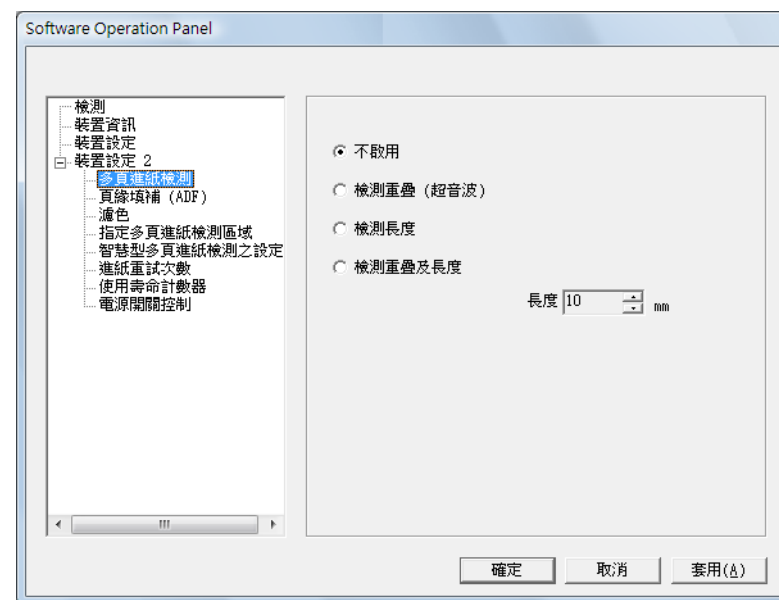 Software Operation Panel
檢測
裝置資訊
裝置設定
裝置設定 2
多頁進紙檢測
頁緣填補 (ADF)
濾色
指定多頁進紙檢測區域
智慧型多頁進紙檢測之設定
進紙重試次數
使用壽命計數器
電源開關控制
不啟用
檢測重疊 (超音波)
檢測長度
檢測重疊及長度
長度 10 mm
確定 取消 套用(A)